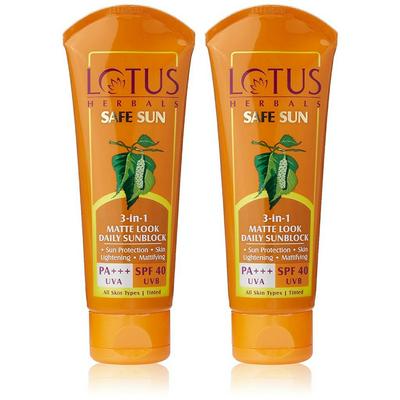 LOTUS
HERBALS
SAFE SUN
3-in-1
MATTE LOOK
DAILY SUNBLOCK
• Sun Protection • Skin
Lightening • Mattifying
PA+++ SPF 40
UVA UVB
All Skin Types | Tinted
LOTUS
HERBALS
SAFE SUN
3-in-1
MATTE LOOK
DAILY SUNBLOCK
• Sun Protection • Skin
Lightening • Mattifying
PA+++ SPF 40
UVA UVB
All Skin Types | Tinted